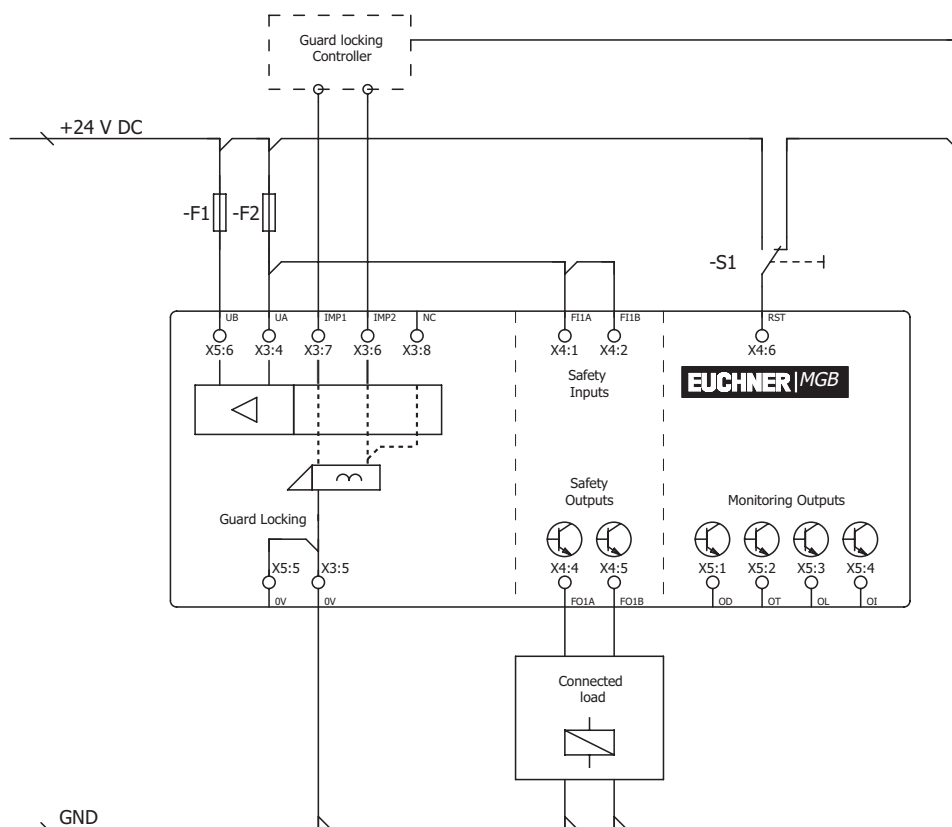 Guard locking
Controller
+24 V DC
-F1
-F2
-S1
UB
UA
IMP1
IMP2
NC
FI1A
FI1B
RST
X5:6
X3:4
X3:7
X3:6
X3:8
X4:1
X4:2
X4:6
Safety
Inputs
EUCHNER MGB
Safety
Outputs
Monitoring Outputs
Guard Locking
X5:5
X3:5
X4:4
X4:5
X5:1
X5:2
X5:3
X5:4
0V
0V
FO1A
FO1B
OD
OT
OL
OI
Connected
load
GND